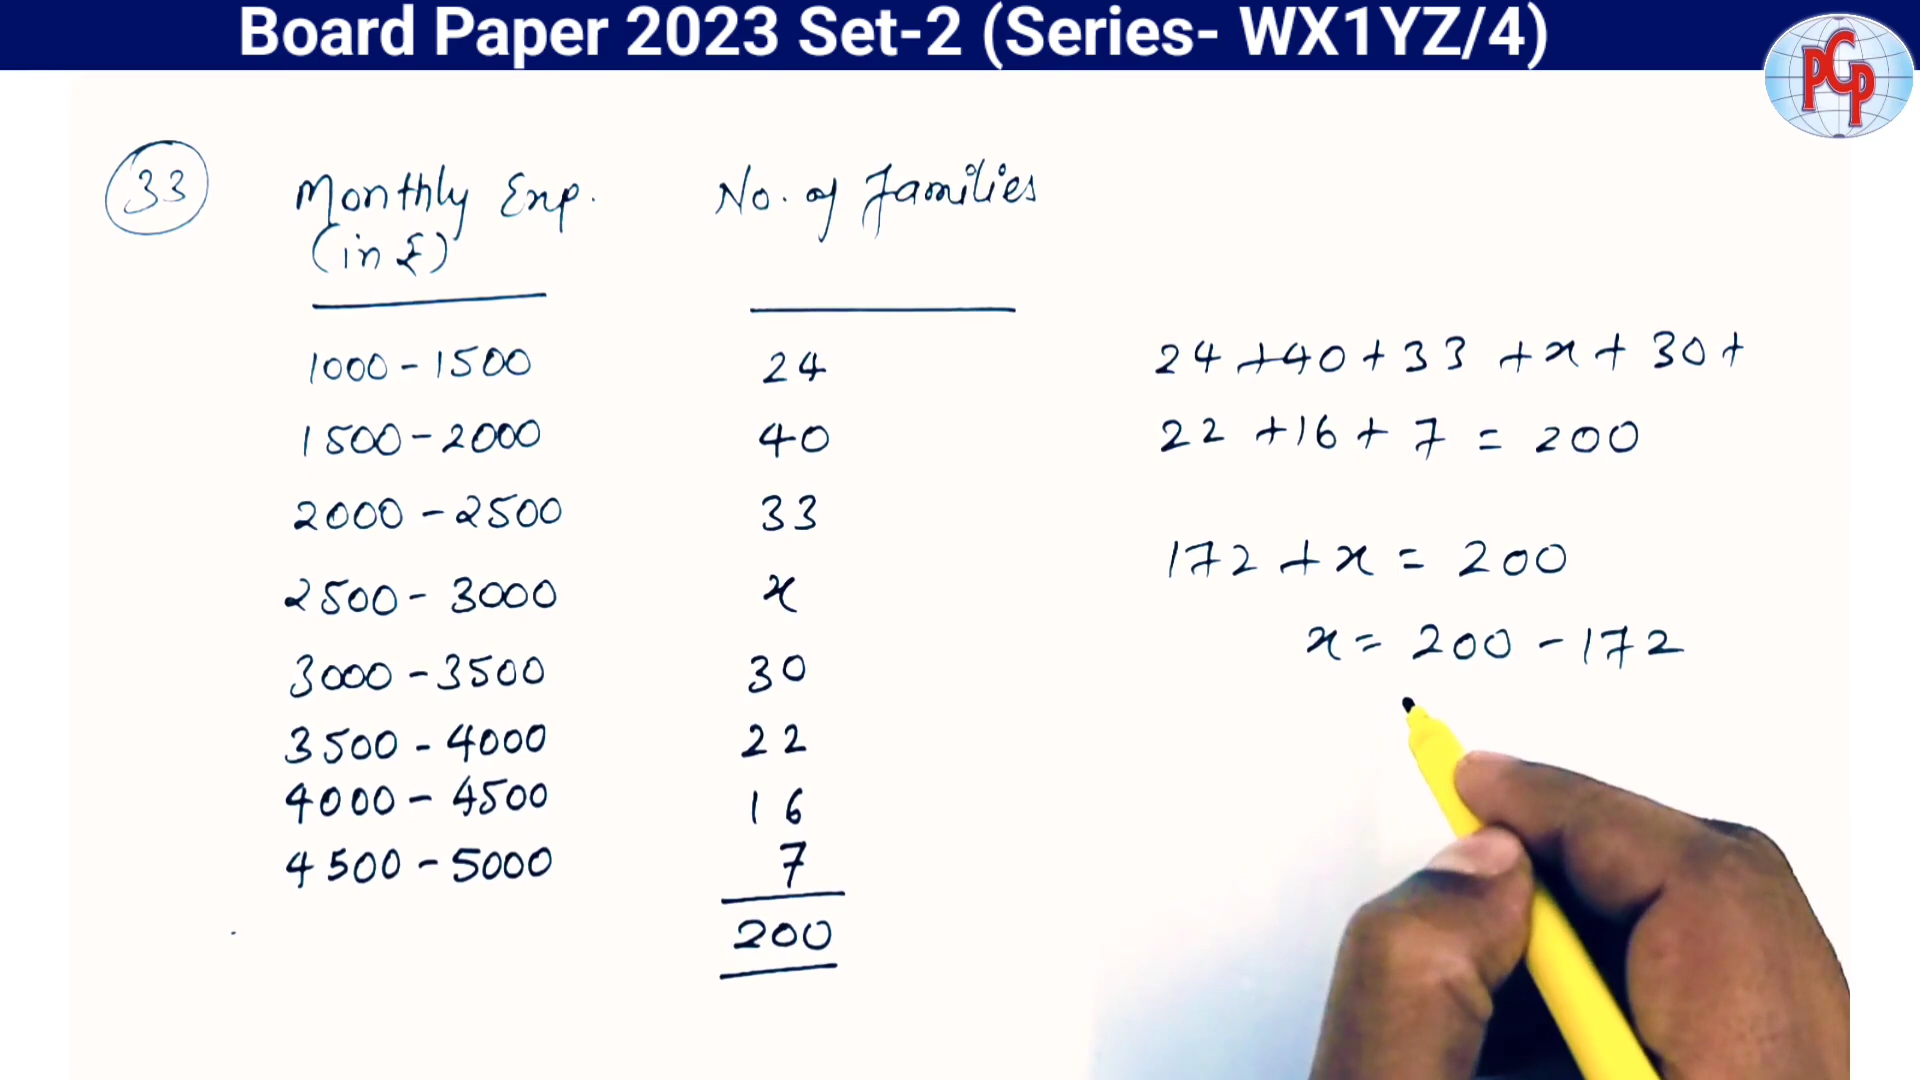 Board Paper 2023 Set-2 (Series- WX1YZ/4)
PGP
33
Monthly Exp. No. of Families
(in ₹)
1000 - 1500 24
1500 - 2000 40
2000 - 2500 33
2500 - 3000 x
3000 - 3500 30
3500 - 4000 22
4000 - 4500 16
4500 - 5000 7
200
24 + 40 + 33 + x + 30 +
22 + 16 + 7 = 200
172 + x = 200
x = 200 - 172